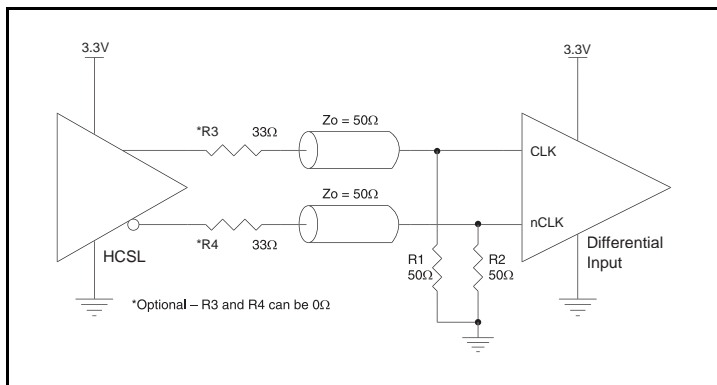 3.3V
3.3V
*R3
33Ω
Zo = 50Ω
CLK
Zo = 50Ω
nCLK
*R4
33Ω
HCSL
R1
50Ω
R2
50Ω
Differential
Input
*Optional – R3 and R4 can be 0Ω